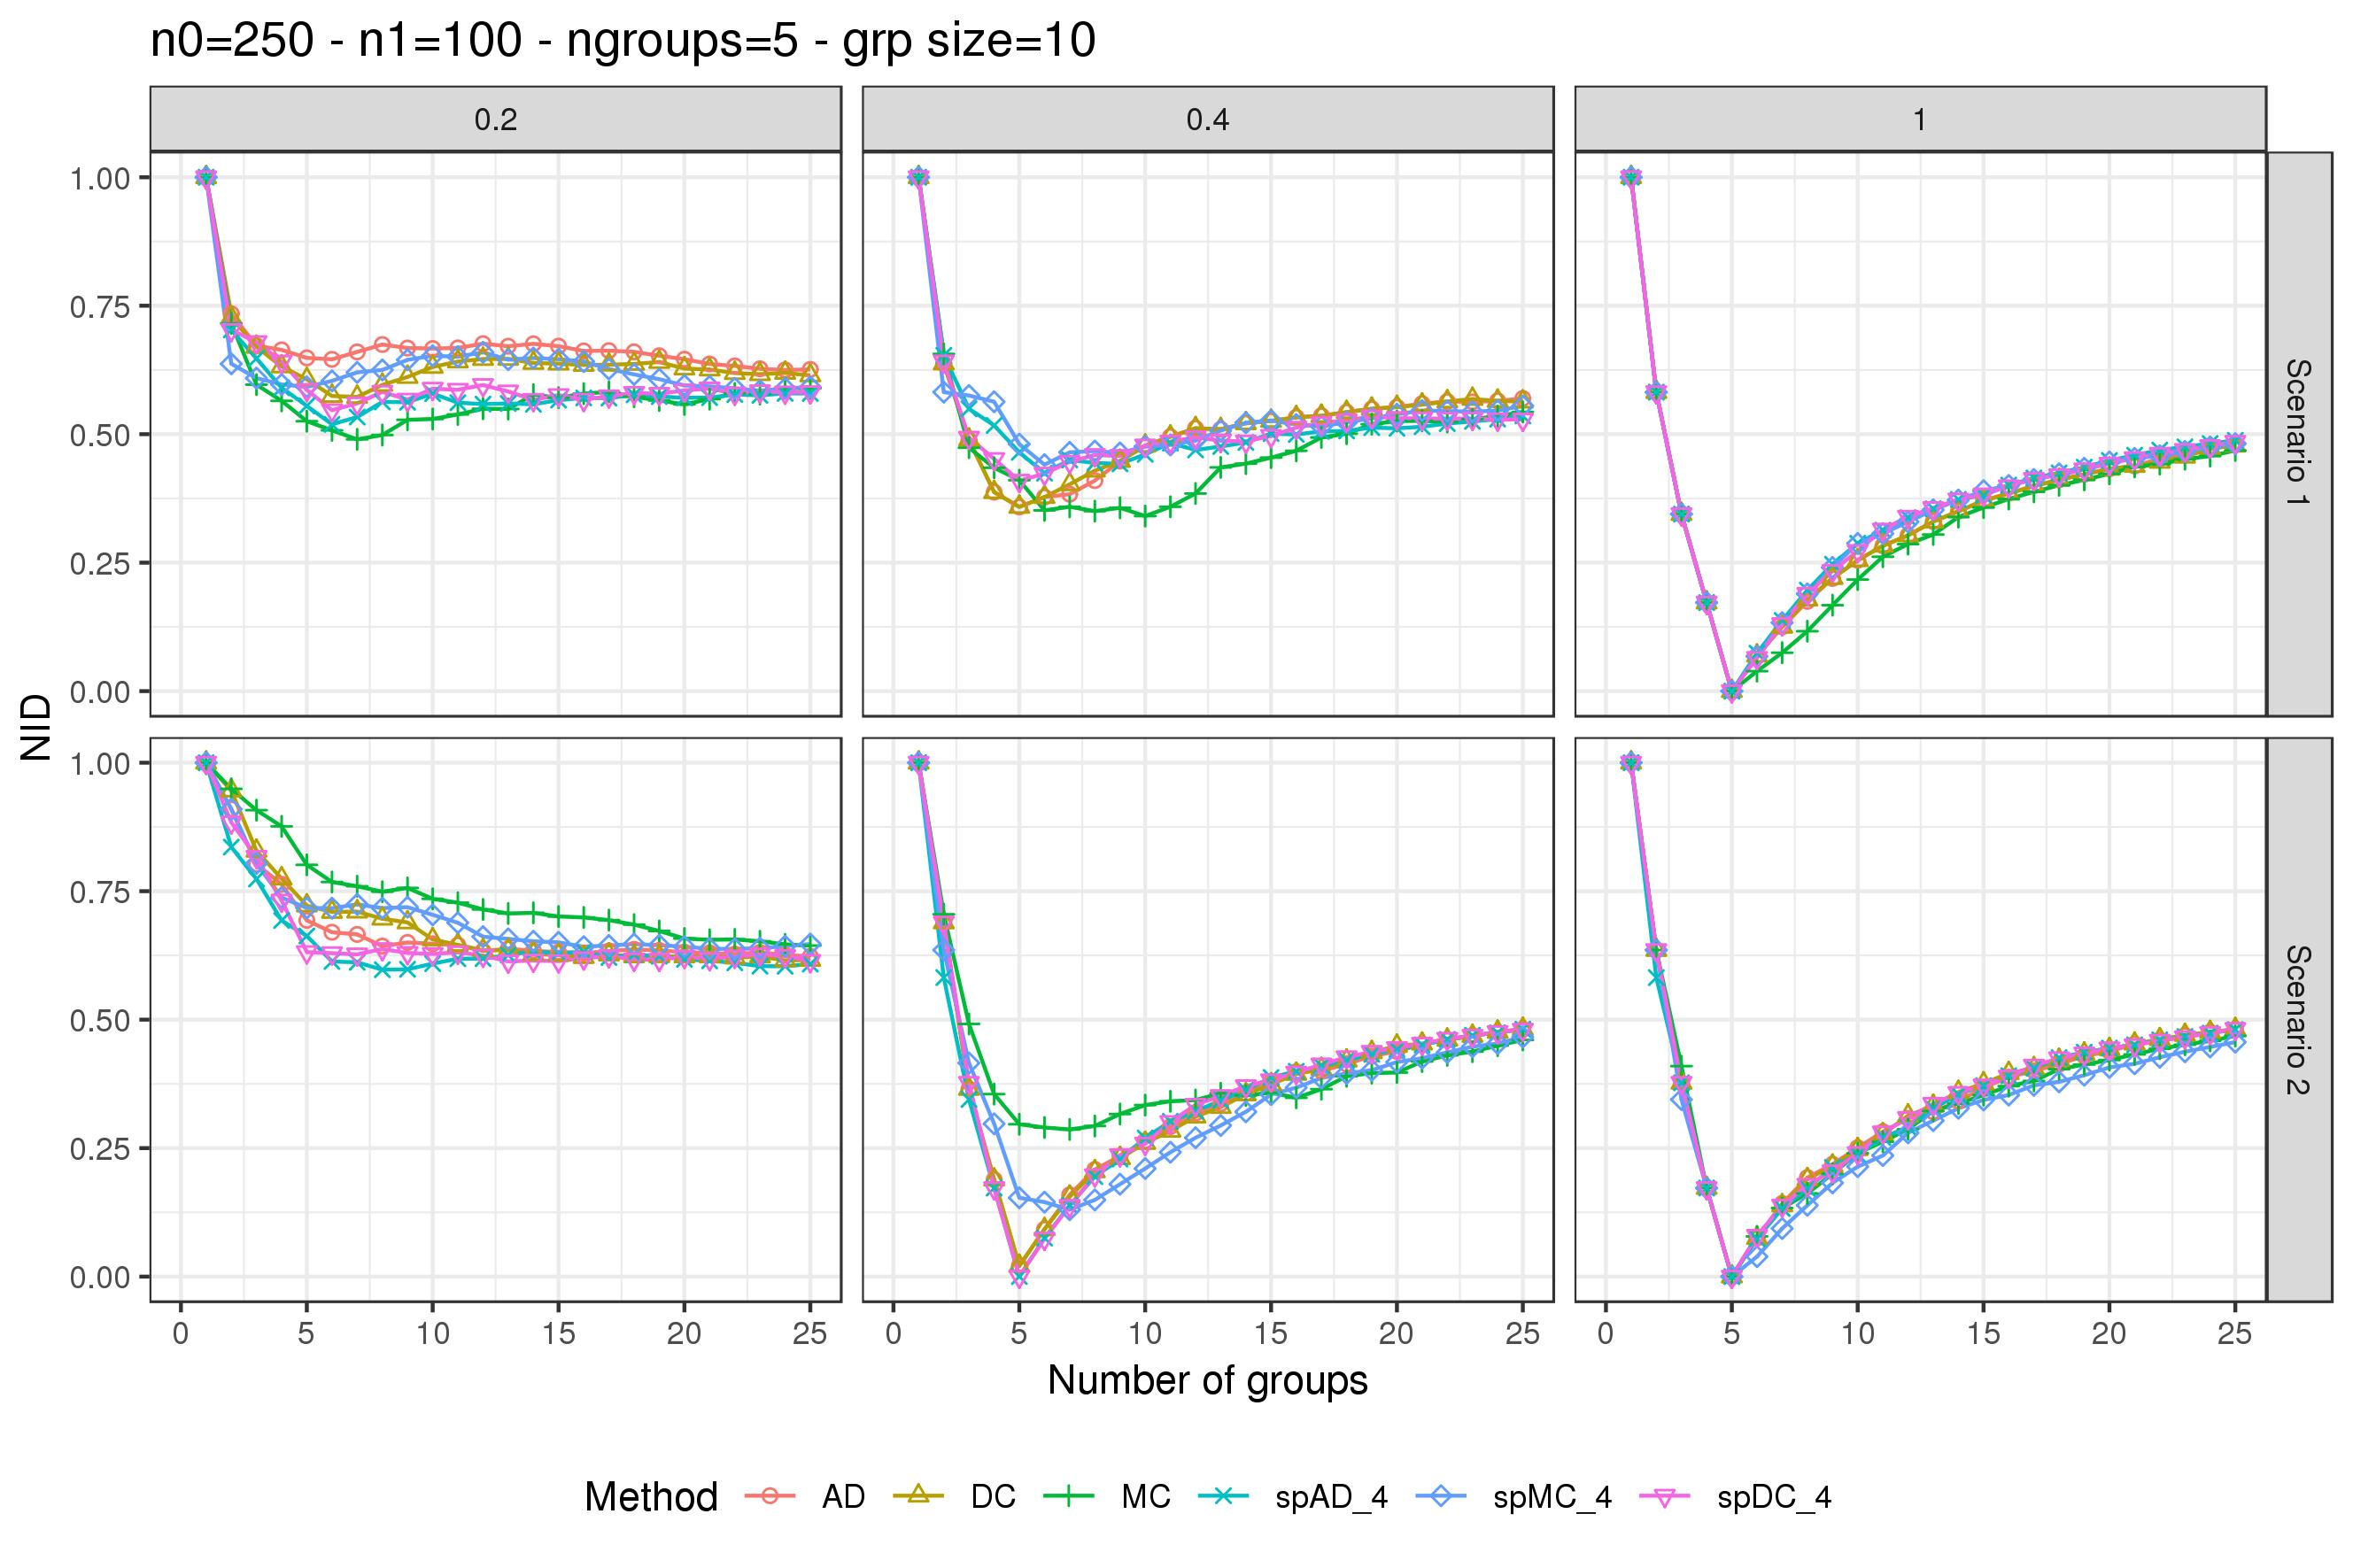 n0=250 - n1=100 - ngroups=5 - grp size=10
0.2 0.4 1
1.00
0.75
0.50
0.25
0.00
Scenario 1
NID
1.00
0.75
0.50
0.25
0.00
Scenario 2
0 5 10 15 20 25 0 5 10 15 20 25 0 5 10 15 20 25
Number of groups
Method AD DC MC spAD_4 spMC_4 spDC_4